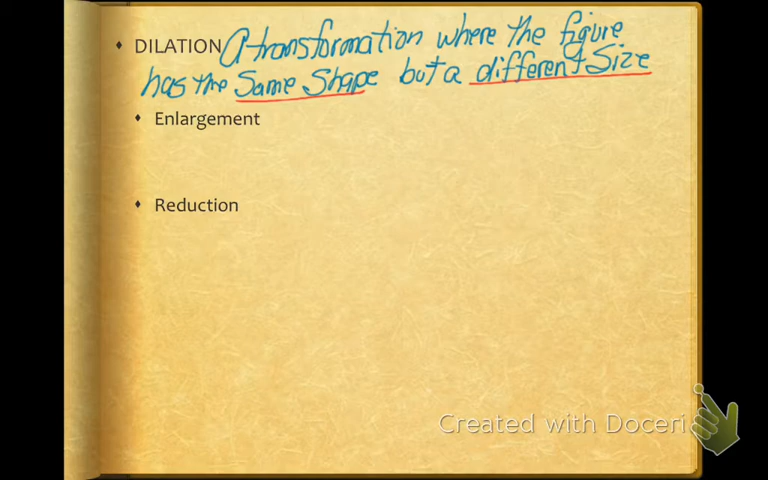 DILATION A transformation where the figure
has the Same Shape but a different Size
Enlargement
Reduction
Created with Doceri